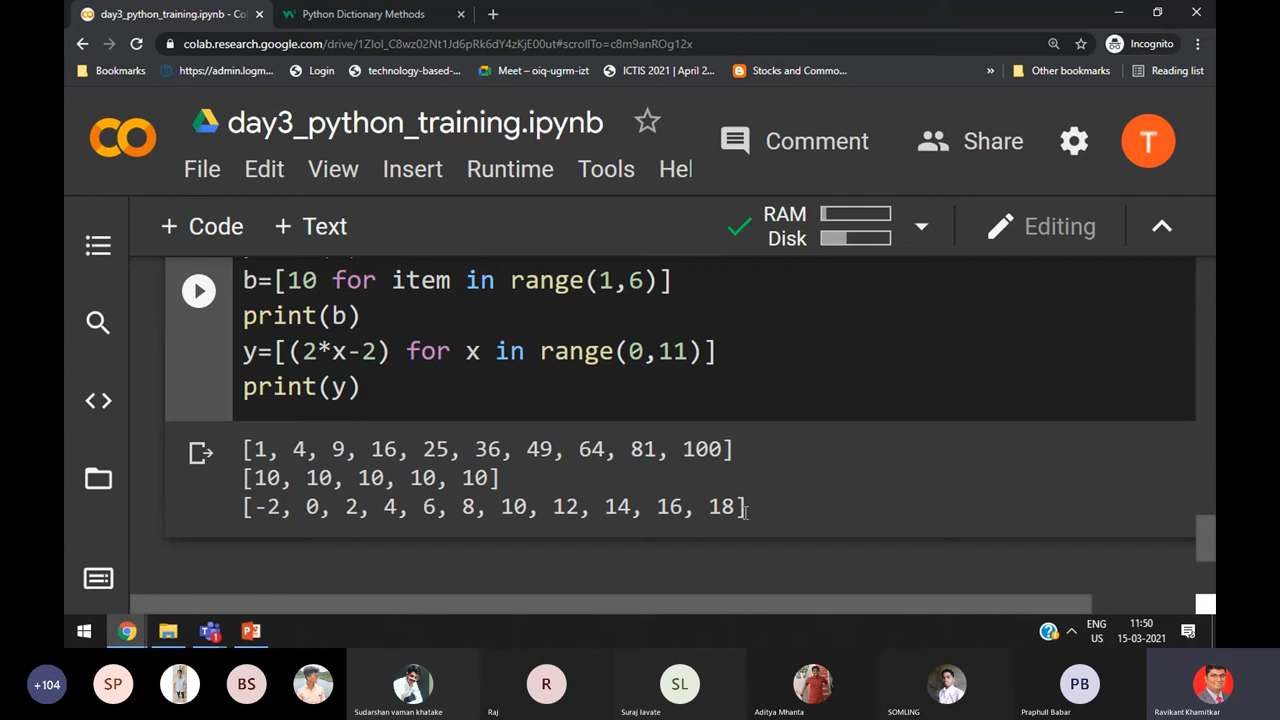 day3_python_training.ipynb - Col
Python Dictionary Methods
colab.research.google.com/drive/1ZIoI_C8wz02Nt1Jd6pRk6dY4zKjE00ut#scrollTo=c8m9anROg12x
Incognito
Bookmarks
https://admin.logm...
Login
technology-based-...
Meet – oiq-ugrm-izt
ICTIS 2021 | April 2...
Stocks and Commo...
»
Other bookmarks
Reading list
CO
day3_python_training.ipynb
Comment
Share
T
File Edit View Insert Runtime Tools Hel
+ Code + Text
RAM
Disk
Editing
b=[10 for item in range(1,6)]
print(b)
y=[(2*x-2) for x in range(0,11)]
print(y)
[1, 4, 9, 16, 25, 36, 49, 64, 81, 100]
[10, 10, 10, 10, 10]
[-2, 0, 2, 4, 6, 8, 10, 12, 14, 16, 18]
ENG
US
11:50
15-03-2021
+104
SP
BS
Sudarshan vaman khatake
R
Raj
SL
Suraj Javate
Aditya Mhanta
SOMLING
PB
Praphull Babar
Ravikant Khamitkar